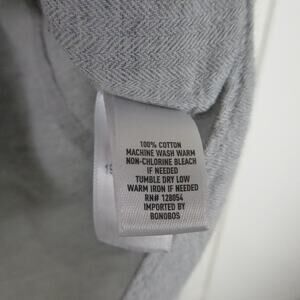 100% COTTON
MACHINE WASH WARM
NON-CHLORINE BLEACH
IF NEEDED
TUMBLE DRY LOW
WARM IRON IF NEEDED
RN# 128054
IMPORTED BY
BONOBOS